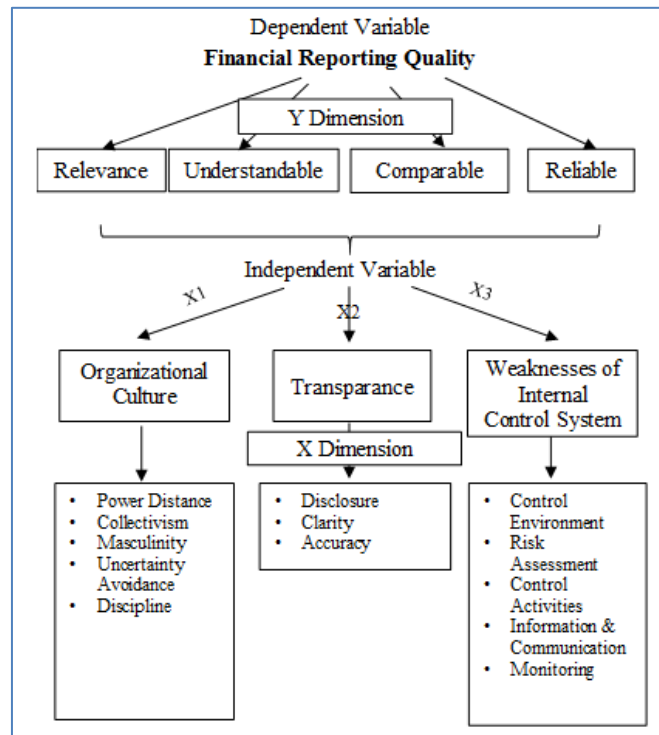 Dependent Variable
Financial Reporting Quality
Y Dimension
Relevance
Understandable
Comparable
Reliable
Independent Variable
X1
X2
X3
Organizational
Culture
Transparance
Weaknesses of
Internal
Control System
X Dimension
• Power Distance
• Collectivism
• Masculinity
• Uncertainty
Avoidance
• Discipline
• Disclosure
• Clarity
• Accuracy
• Control
Environment
• Risk
Assessment
• Control
Activities
• Information &
Communication
• Monitoring